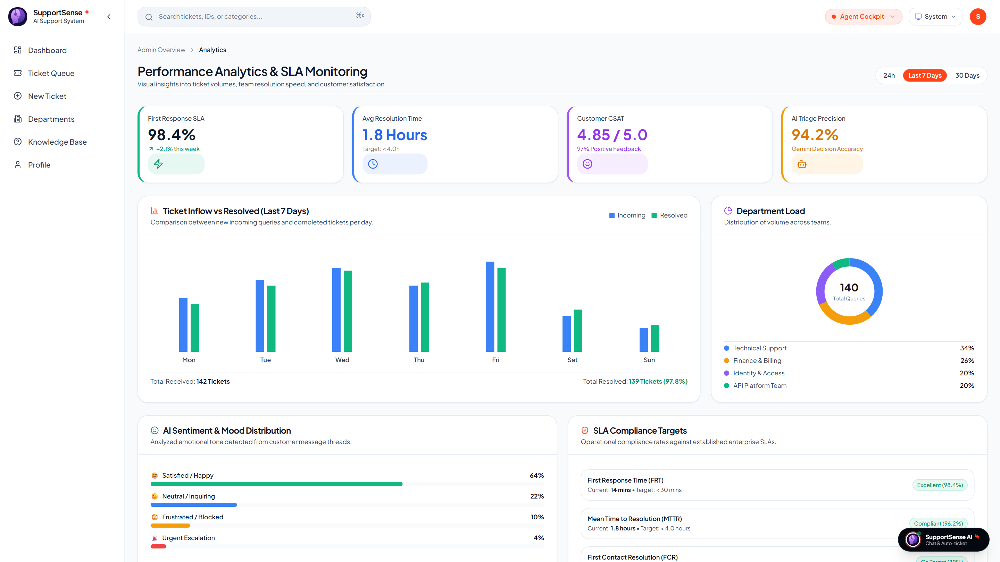 SupportSense
AI Support System
Search tickets, IDs, or categories...
⌘K
Agent Cockpit
System
S
Dashboard
Ticket Queue
New Ticket
Departments
Knowledge Base
Profile
Admin Overview > Analytics
Performance Analytics & SLA Monitoring
Visual insights into ticket volumes, team resolution speed, and customer satisfaction.
24h
Last 7 Days
30 Days
First Response SLA
98.4%
+2.1% this week
Avg Resolution Time
1.8 Hours
Target: < 4.0h
Customer CSAT
4.85 / 5.0
97% Positive Feedback
AI Triage Precision
94.2%
Gemini Decision Accuracy
Ticket Inflow vs Resolved (Last 7 Days)
Comparison between new incoming queries and completed tickets per day.
Incoming
Resolved
Mon
Tue
Wed
Thu
Fri
Sat
Sun
Total Received: 142 Tickets
Total Resolved: 139 Tickets (97.8%)
Department Load
Distribution of volume across teams.
140
Total Queries
Technical Support 34%
Finance & Billing 26%
Identity & Access 20%
API Platform Team 20%
AI Sentiment & Mood Distribution
Analyzed emotional tone detected from customer message threads.
Satisfied / Happy 64%
Neutral / Inquiring 22%
Frustrated / Blocked 10%
Urgent Escalation 4%
SLA Compliance Targets
Operational compliance rates against established enterprise SLAs.
First Response Time (FRT)
Current: 14 mins • Target: < 30 mins
Excellent (98.4%)
Mean Time to Resolution (MTTR)
Current: 1.8 hours • Target: < 4.0 hours
Compliant (96.2%)
First Contact Resolution (FCR)
On Target (89%)
SupportSense AI
Chat & Auto-ticket